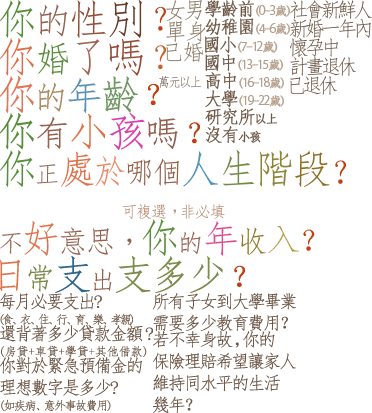 你的性別？
女男
你婚了嗎？
單身
已婚
你的年齡？
萬元以上
你有小孩嗎？
學齡前(0-3歲)
幼稚園(4-6歲)
國小(7-12歲)
國中(13-15歲)
高中(16-18歲)
大學(19-22歲)
研究所以上
沒有小孩
你正處於哪個人生階段？
社會新鮮人
新婚一年內
懷孕中
計畫退休
已退休
可複選，非必填
不好意思，你的年收入？
日常支出支多少？
每月必要支出？
(食、衣、住、行、育、樂、孝親)
還背著多少貸款金額？
(房貸+車貸+學貸+其他借款)
你對於緊急預備金的
理想數字是多少？
(如疾病、意外事故費用)
所有子女到大學畢業
需要多少教育費用？
若不幸身故，你的
保險理賠希望讓家人
維持同水平的生活
幾年？